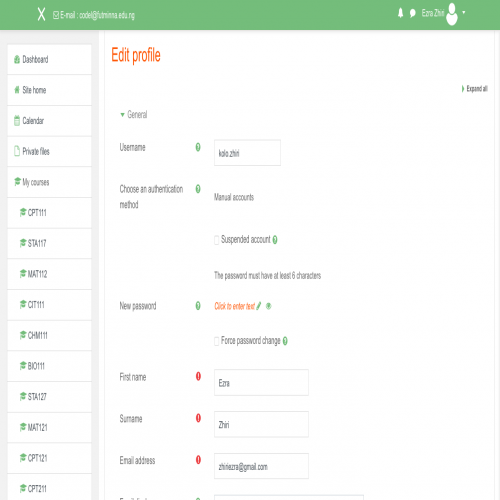 X E-mail : codel@futminna.edu.ng
Ezra Zhiri
Dashboard
Site home
Calendar
Private files
My courses
CPT111
STA117
MAT112
CIT111
CHM111
BIO111
STA127
MAT121
CPT121
CPT211
Edit profile
Expand all
General
Username
kolo.zhiri
Choose an authentication
method
Manual accounts
Suspended account
The password must have at least 6 characters
New password
Click to enter text
Force password change
First name
Ezra
Surname
Zhiri
Email address
zhiriezra@gmail.com